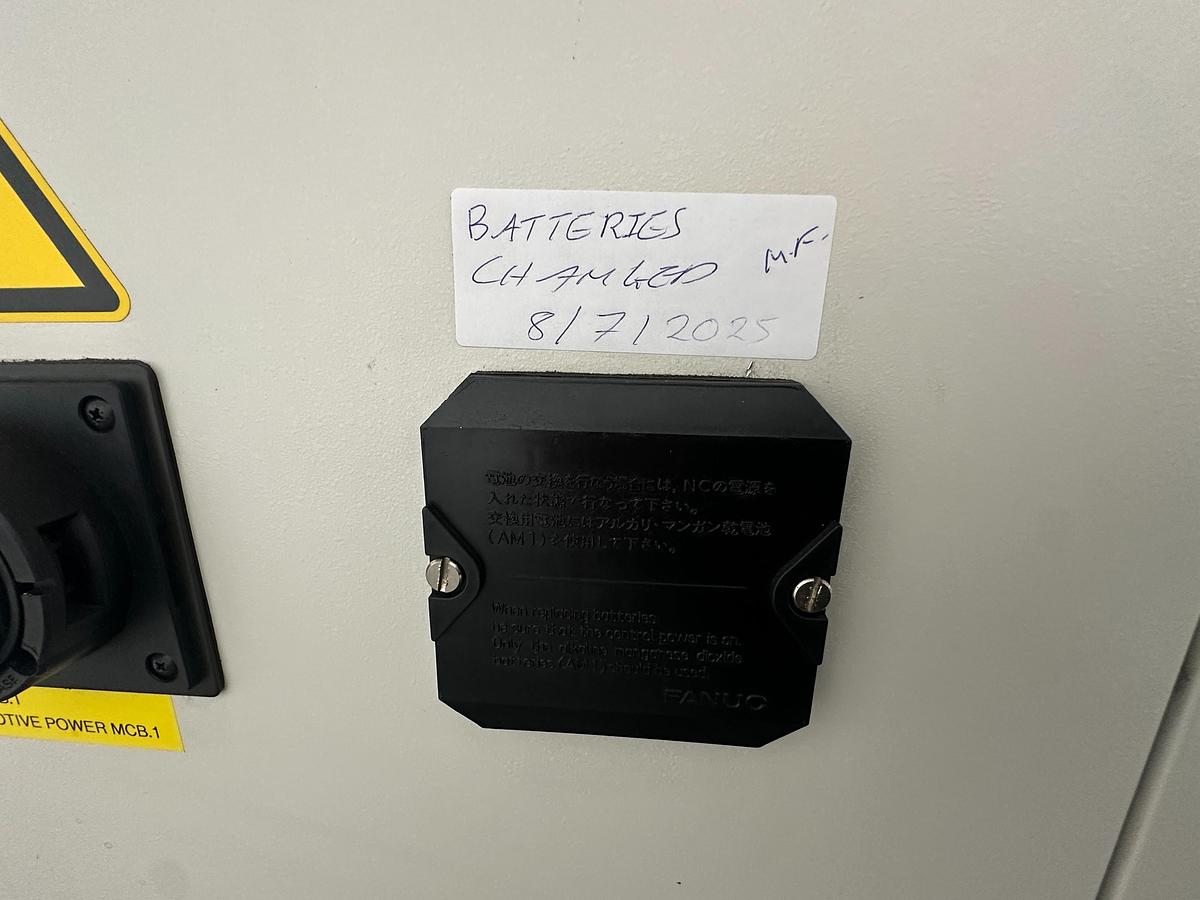 BATTERIES
CHANGED
M.F.
8/7/2025
電池の交換を行なう場合には、NCの電源を
入れた状態で行なって下さい。
交換用電池にはアルカリ・マンガン乾電池
(AM1)を使用して下さい。
When replacing batteries,
be sure that the control power is on.
Only the alkaline manganese dioxide
batteries (AM1) should be used.
FANUC
OTIVE POWER MCB.1